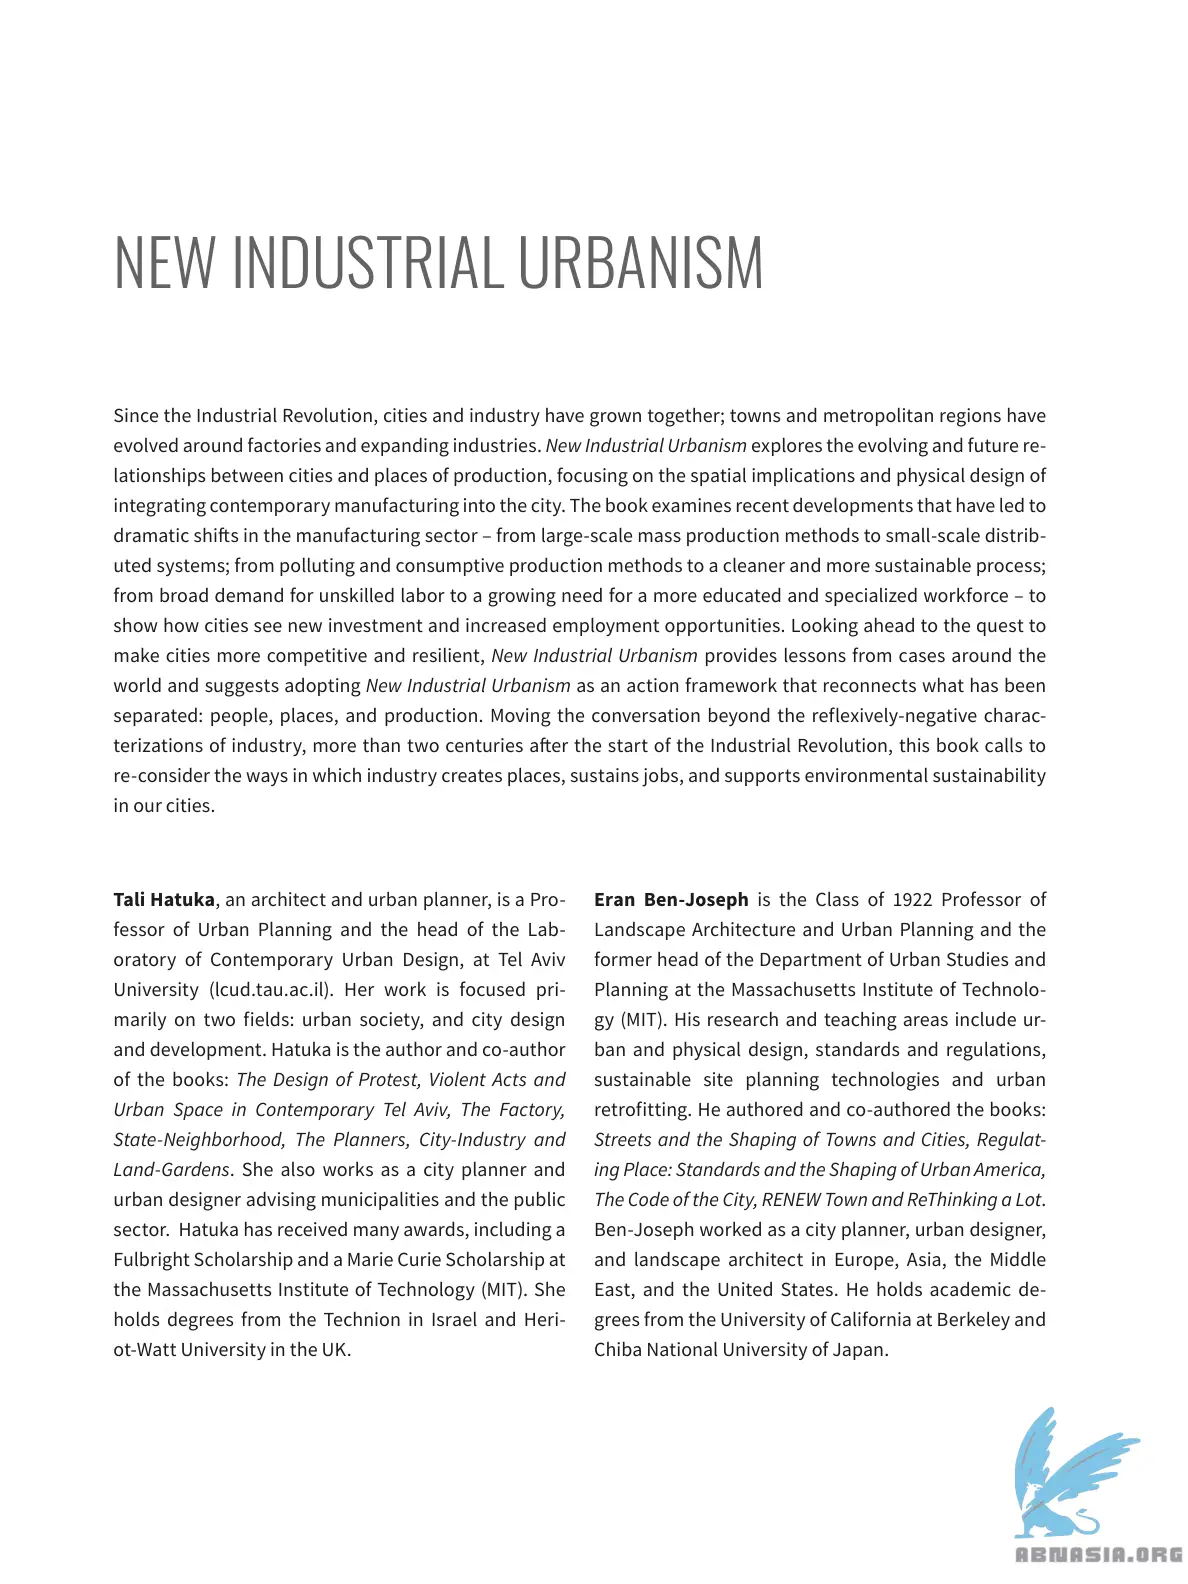 NEW INDUSTRIAL URBANISM
Since the Industrial Revolution, cities and industry have grown together; towns and metropolitan regions have
evolved around factories and expanding industries. New Industrial Urbanism explores the evolving and future re-
lationships between cities and places of production, focusing on the spatial implications and physical design of
integrating contemporary manufacturing into the city. The book examines recent developments that have led to
dramatic shifts in the manufacturing sector – from large-scale mass production methods to small-scale distrib-
uted systems; from polluting and consumptive production methods to a cleaner and more sustainable process;
from broad demand for unskilled labor to a growing need for a more educated and specialized workforce – to
show how cities see new investment and increased employment opportunities. Looking ahead to the quest to
make cities more competitive and resilient, New Industrial Urbanism provides lessons from cases around the
world and suggests adopting New Industrial Urbanism as an action framework that reconnects what has been
separated: people, places, and production. Moving the conversation beyond the reflexively-negative charac-
terizations of industry, more than two centuries after the start of the Industrial Revolution, this book calls to
re-consider the ways in which industry creates places, sustains jobs, and supports environmental sustainability
in our cities.
Tali Hatuka, an architect and urban planner, is a Pro-
fessor of Urban Planning and the head of the Lab-
oratory of Contemporary Urban Design, at Tel Aviv
University (lcud.tau.ac.il). Her work is focused pri-
marily on two fields: urban society, and city design
and development. Hatuka is the author and co-author
of the books: The Design of Protest, Violent Acts and
Urban Space in Contemporary Tel Aviv, The Factory,
State-Neighborhood, The Planners, City-Industry and
Land-Gardens. She also works as a city planner and
urban designer advising municipalities and the public
sector. Hatuka has received many awards, including a
Fulbright Scholarship and a Marie Curie Scholarship at
the Massachusetts Institute of Technology (MIT). She
holds degrees from the Technion in Israel and Heri-
ot-Watt University in the UK.
Eran Ben-Joseph is the Class of 1922 Professor of
Landscape Architecture and Urban Planning and the
former head of the Department of Urban Studies and
Planning at the Massachusetts Institute of Technolo-
gy (MIT). His research and teaching areas include ur-
ban and physical design, standards and regulations,
sustainable site planning technologies and urban
retrofitting. He authored and co-authored the books:
Streets and the Shaping of Towns and Cities, Regulat-
ing Place: Standards and the Shaping of Urban America,
The Code of the City, RENEW Town and ReThinking a Lot.
Ben-Joseph worked as a city planner, urban designer,
and landscape architect in Europe, Asia, the Middle
East, and the United States. He holds academic de-
grees from the University of California at Berkeley and
Chiba National University of Japan.
ABNASIA.ORG